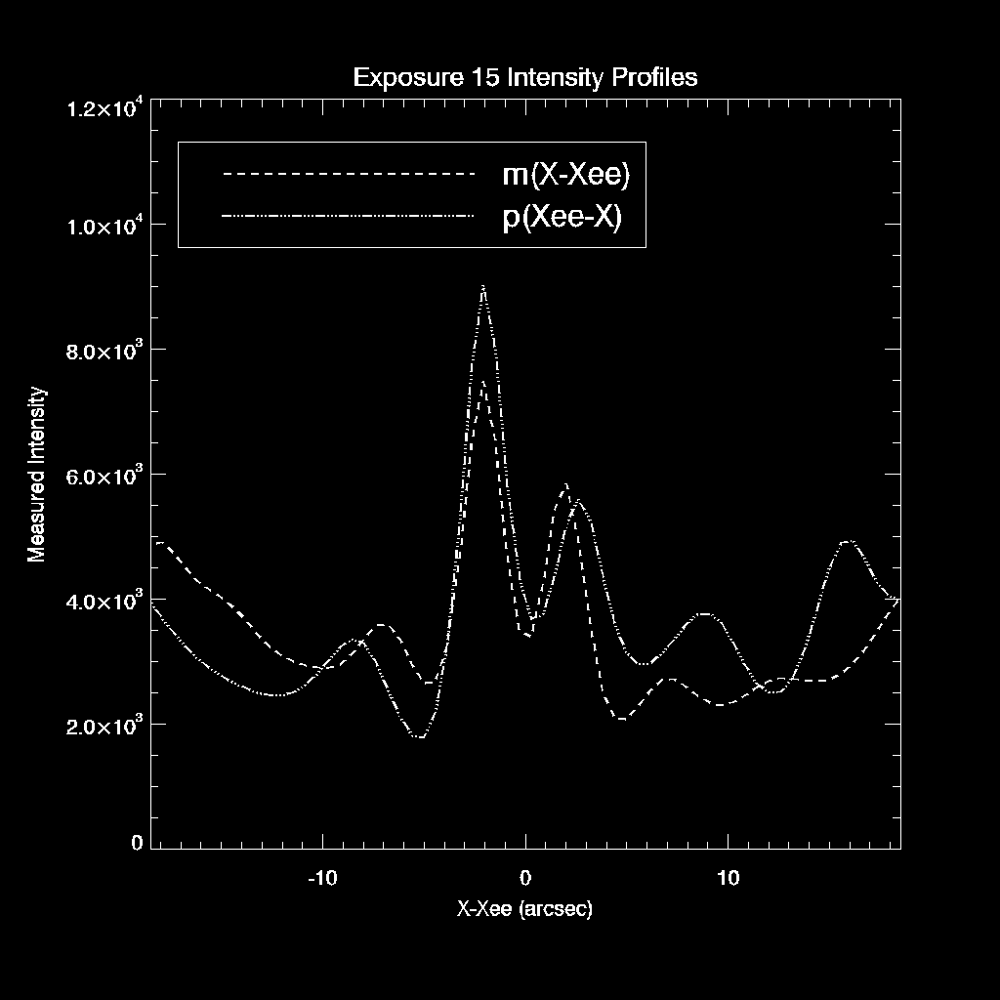 Exposure 15 Intensity Profiles
1.2×10⁴
m(X-Xee)
p(Xee-X)
1.0×10⁴
8.0×10³
6.0×10³
4.0×10³
2.0×10³
0
Measured Intensity
-10 0 10
X-Xee (arcsec)